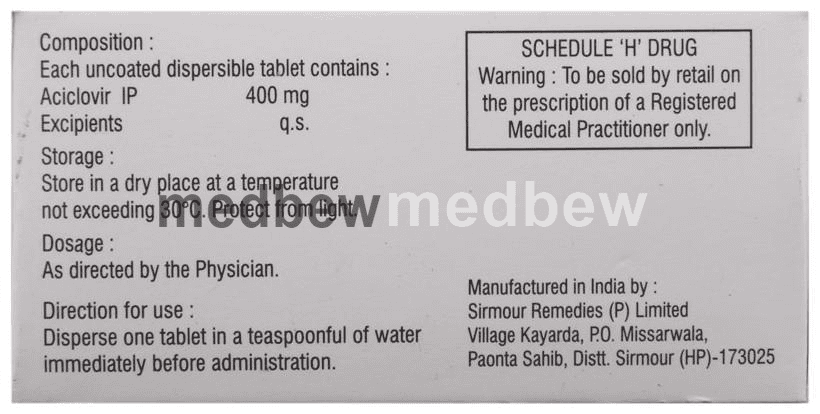 Composition :
Each uncoated dispersible tablet contains :
Aciclovir IP 400 mg
Excipients q.s.
Storage :
Store in a dry place at a temperature
not exceeding 30°C. Protect from light.
Dosage :
As directed by the Physician.
Direction for use :
Disperse one tablet in a teaspoonful of water
immediately before administration.
SCHEDULE 'H' DRUG
Warning : To be sold by retail on
the prescription of a Registered
Medical Practitioner only.
Manufactured in India by :
Sirmour Remedies (P) Limited
Village Kayarda, P.O. Missarwala,
Paonta Sahib, Distt. Sirmour (HP)-173025
medbew medbew